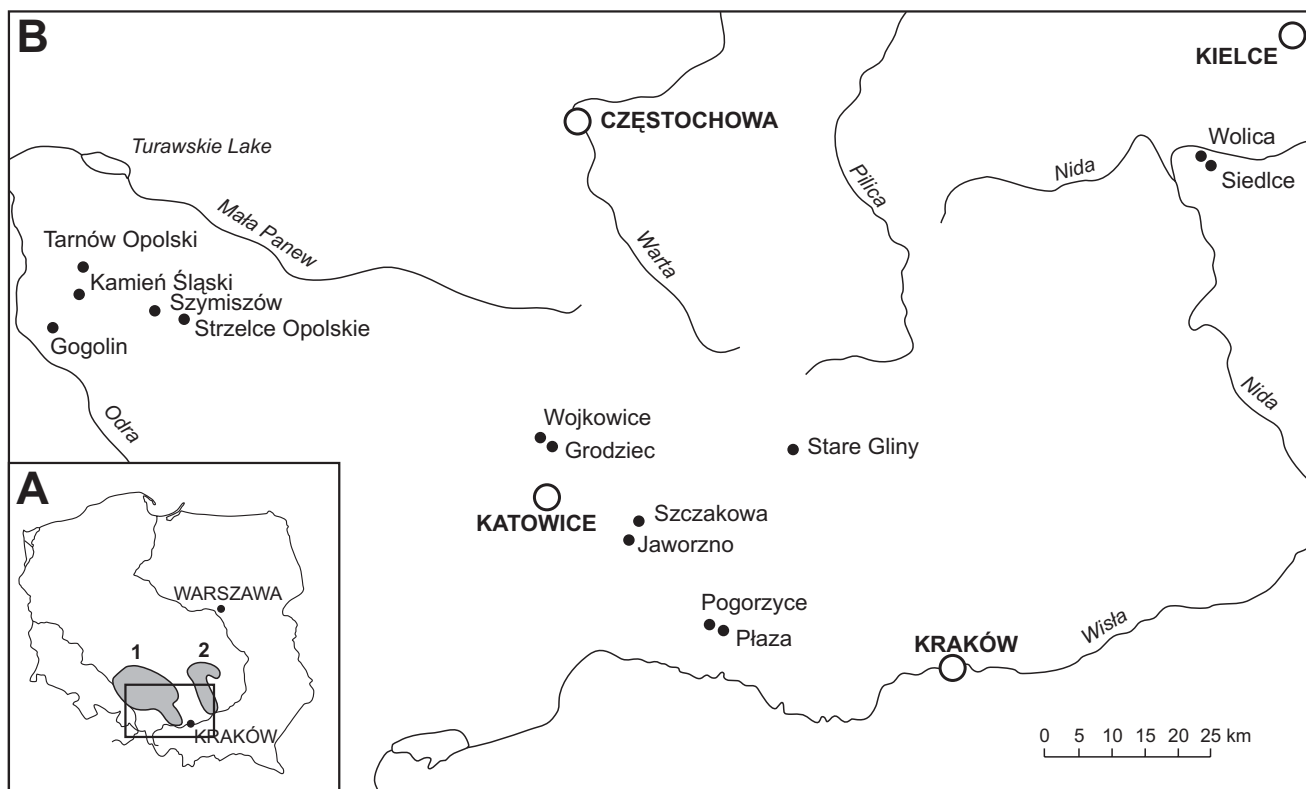 B
KIELCE
CZĘSTOCHOWA
Wolica
Turawskie Lake
Nida
Siedlce
Pilica
Mała Panew
Tarnów Opolski
Warta
Kamień Śląski
Szymiszów
Strzelce Opolskie
Gogolin
Nida
Odra
Wojkowice
Grodziec
Stare Gliny
A
KATOWICE
Szczakowa
Jaworzno
WARSZAWA
Pogorzyce
Płaza
KRAKÓW
Wisła
1
2
KRAKÓW
0 5 10 15 20 25 km